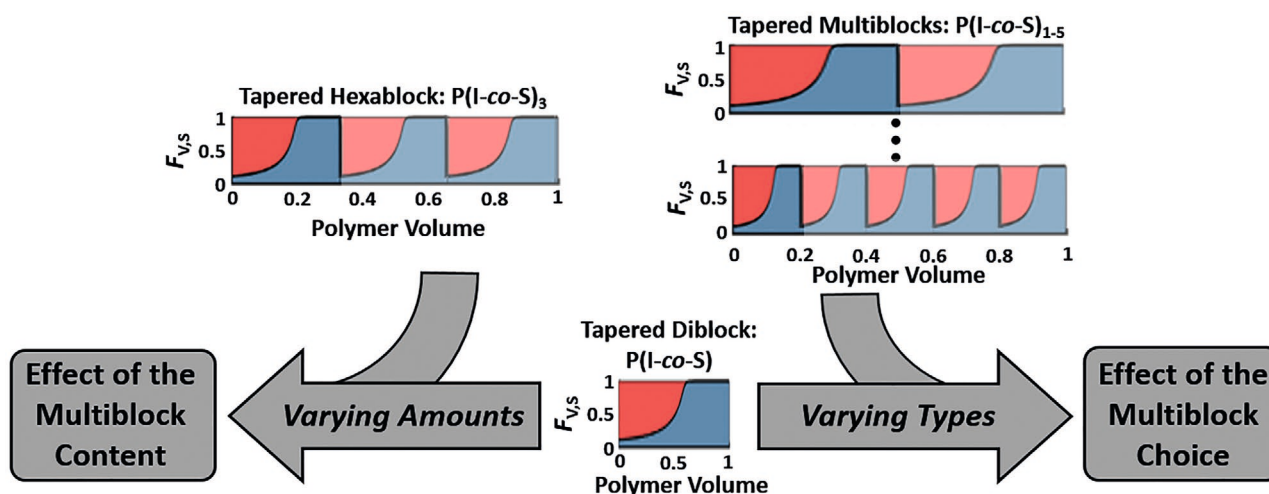 Tapered Multiblocks: P(I-co-S)1-5
1
0.5
0
FV,S
Tapered Hexablock: P(I-co-S)3
1
0.5
0
FV,S
0 0.2 0.4 0.6 0.8 1
Polymer Volume
1
0.5
0
FV,S
0 0.2 0.4 0.6 0.8 1
Polymer Volume
Tapered Diblock:
P(I-co-S)
1
0.5
0
FV,S
0 0.5 1
Polymer Volume
Effect of the
Multiblock
Content
Varying Amounts
Varying Types
Effect of the
Multiblock
Choice